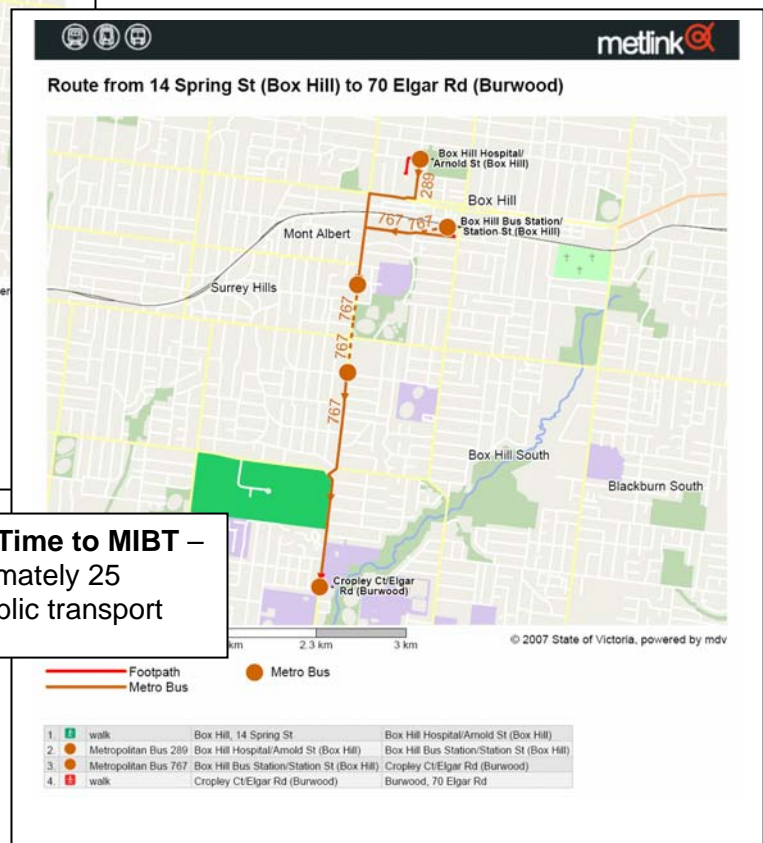 metlink
Route from 14 Spring St (Box Hill) to 70 Elgar Rd (Burwood)
Box Hill Hospital/
Arnold St (Box Hill)
289
Box Hill
767 767
Box Hill Bus Station/
Station St (Box Hill)
Mont Albert
Surrey Hills
767
767
767
Box Hill South
Blackburn South
Cropley Ct/Elgar
Rd (Burwood)
er
Time to MIBT –
mately 25
blic transport
km 2.3 km 3 km
© 2007 State of Victoria, powered by mdv
Footpath
Metro Bus
Metro Bus
1. walk Box Hill, 14 Spring St Box Hill Hospital/Arnold St (Box Hill)
2. Metropolitan Bus 289 Box Hill Hospital/Arnold St (Box Hill) Box Hill Bus Station/Station St (Box Hill)
3. Metropolitan Bus 767 Box Hill Bus Station/Station St (Box Hill) Cropley Ct/Elgar Rd (Burwood)
4. walk Cropley Ct/Elgar Rd (Burwood) Burwood, 70 Elgar Rd